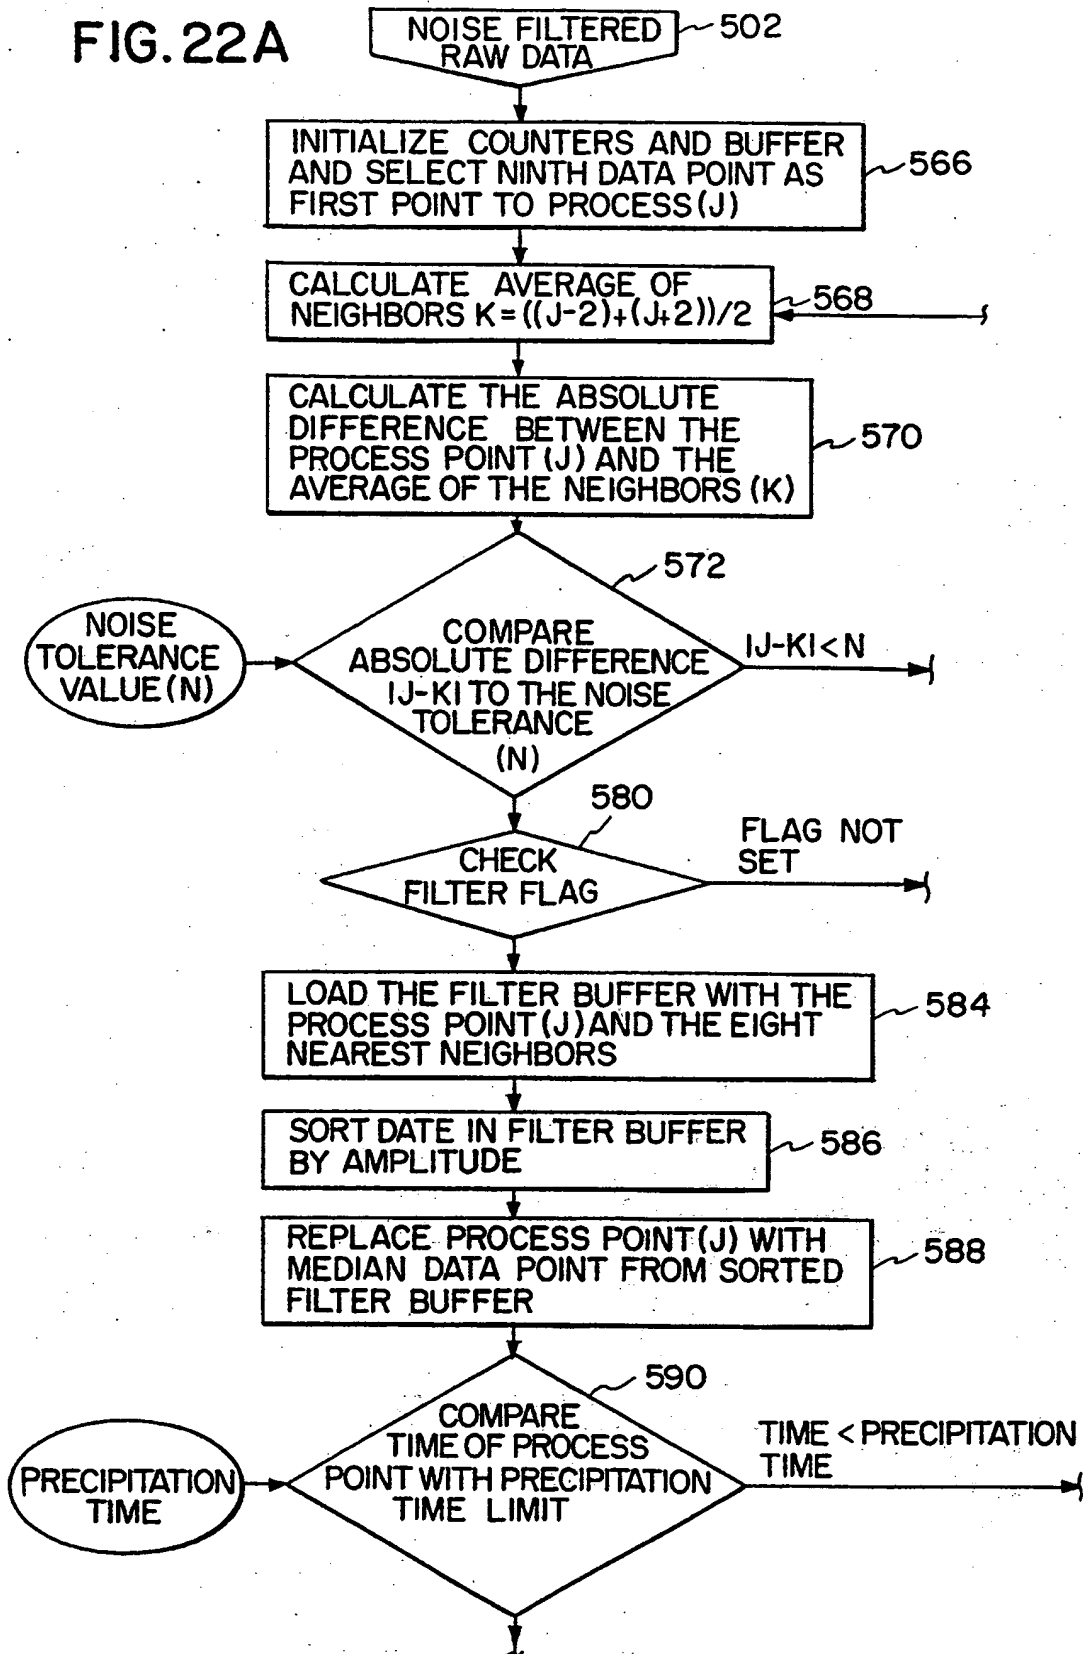 FIG. 22A
NOISE FILTERED
RAW DATA
502
INITIALIZE COUNTERS AND BUFFER
AND SELECT NINTH DATA POINT AS
FIRST POINT TO PROCESS (J)
566
CALCULATE AVERAGE OF
NEIGHBORS K = ((J-2)+(J+2))/2
568
CALCULATE THE ABSOLUTE
DIFFERENCE BETWEEN THE
PROCESS POINT (J) AND THE
AVERAGE OF THE NEIGHBORS (K)
570
572
NOISE
TOLERANCE
VALUE (N)
COMPARE
ABSOLUTE DIFFERENCE
IJ-KI TO THE NOISE
TOLERANCE
(N)
IJ-KI < N
580
CHECK
FILTER FLAG
FLAG NOT
SET
LOAD THE FILTER BUFFER WITH THE
PROCESS POINT (J) AND THE EIGHT
NEAREST NEIGHBORS
584
SORT DATE IN FILTER BUFFER
BY AMPLITUDE
586
REPLACE PROCESS POINT (J) WITH
MEDIAN DATA POINT FROM SORTED
FILTER BUFFER
588
590
PRECIPITATION
TIME
COMPARE
TIME OF PROCESS
POINT WITH PRECIPITATION
TIME LIMIT
TIME < PRECIPITATION
TIME